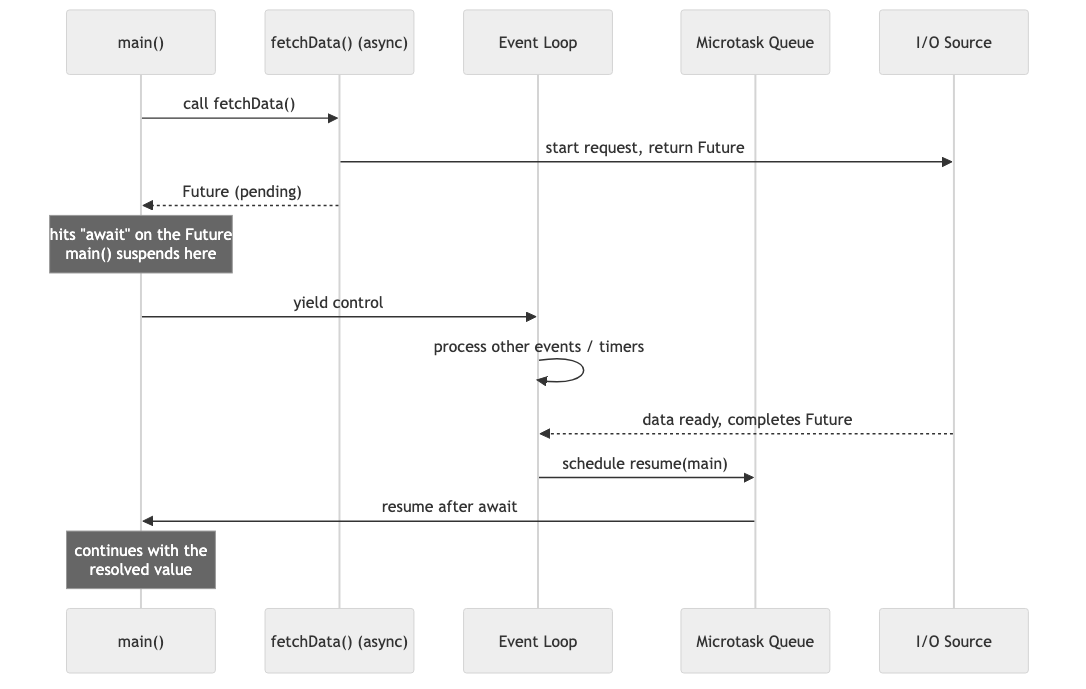 main()
fetchData() (async)
Event Loop
Microtask Queue
I/O Source
call fetchData()
start request, return Future
Future (pending)
hits "await" on the Future
main() suspends here
yield control
process other events / timers
data ready, completes Future
schedule resume(main)
resume after await
continues with the
resolved value
main()
fetchData() (async)
Event Loop
Microtask Queue
I/O Source